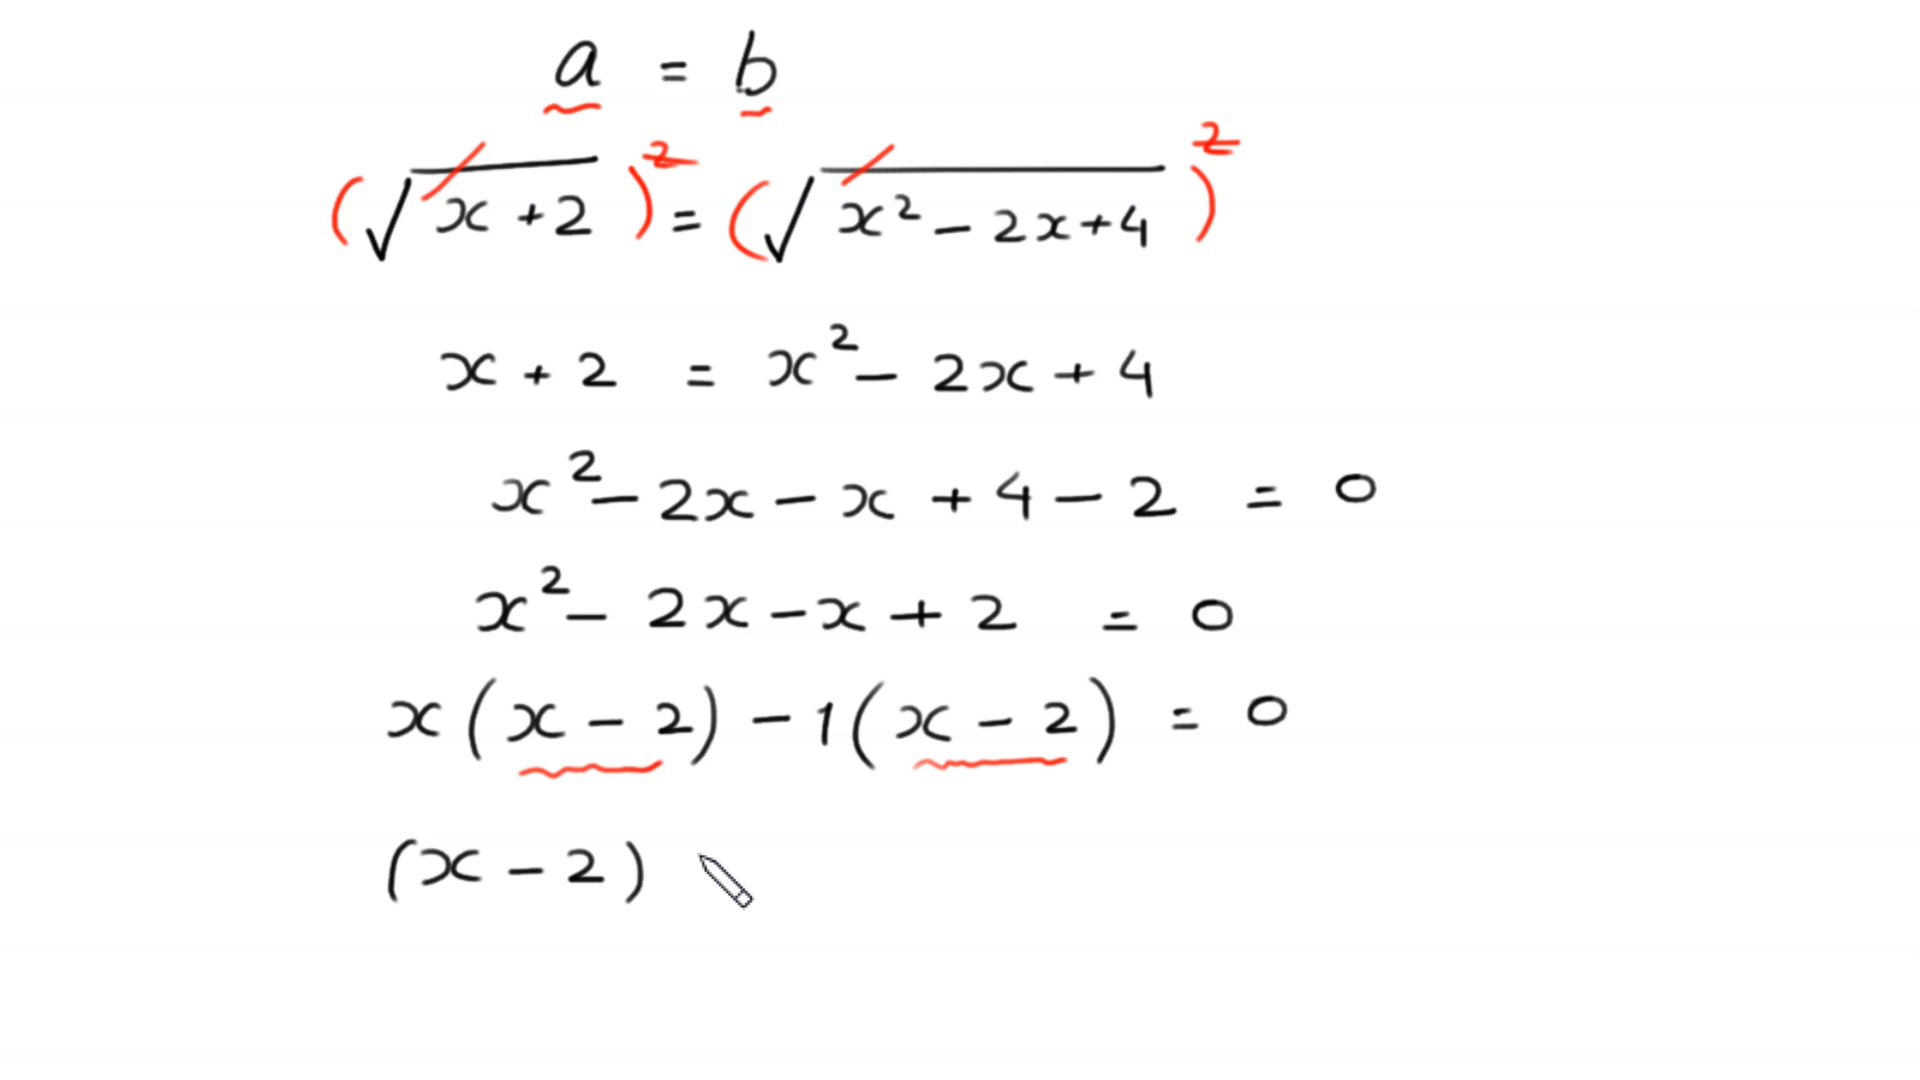 a = b
(√x + 2)² = (√x² - 2x + 4)²
x + 2 = x² - 2x + 4
x² - 2x - x + 4 - 2 = 0
x² - 2x - x + 2 = 0
x(x - 2) - 1(x - 2) = 0
(x - 2)